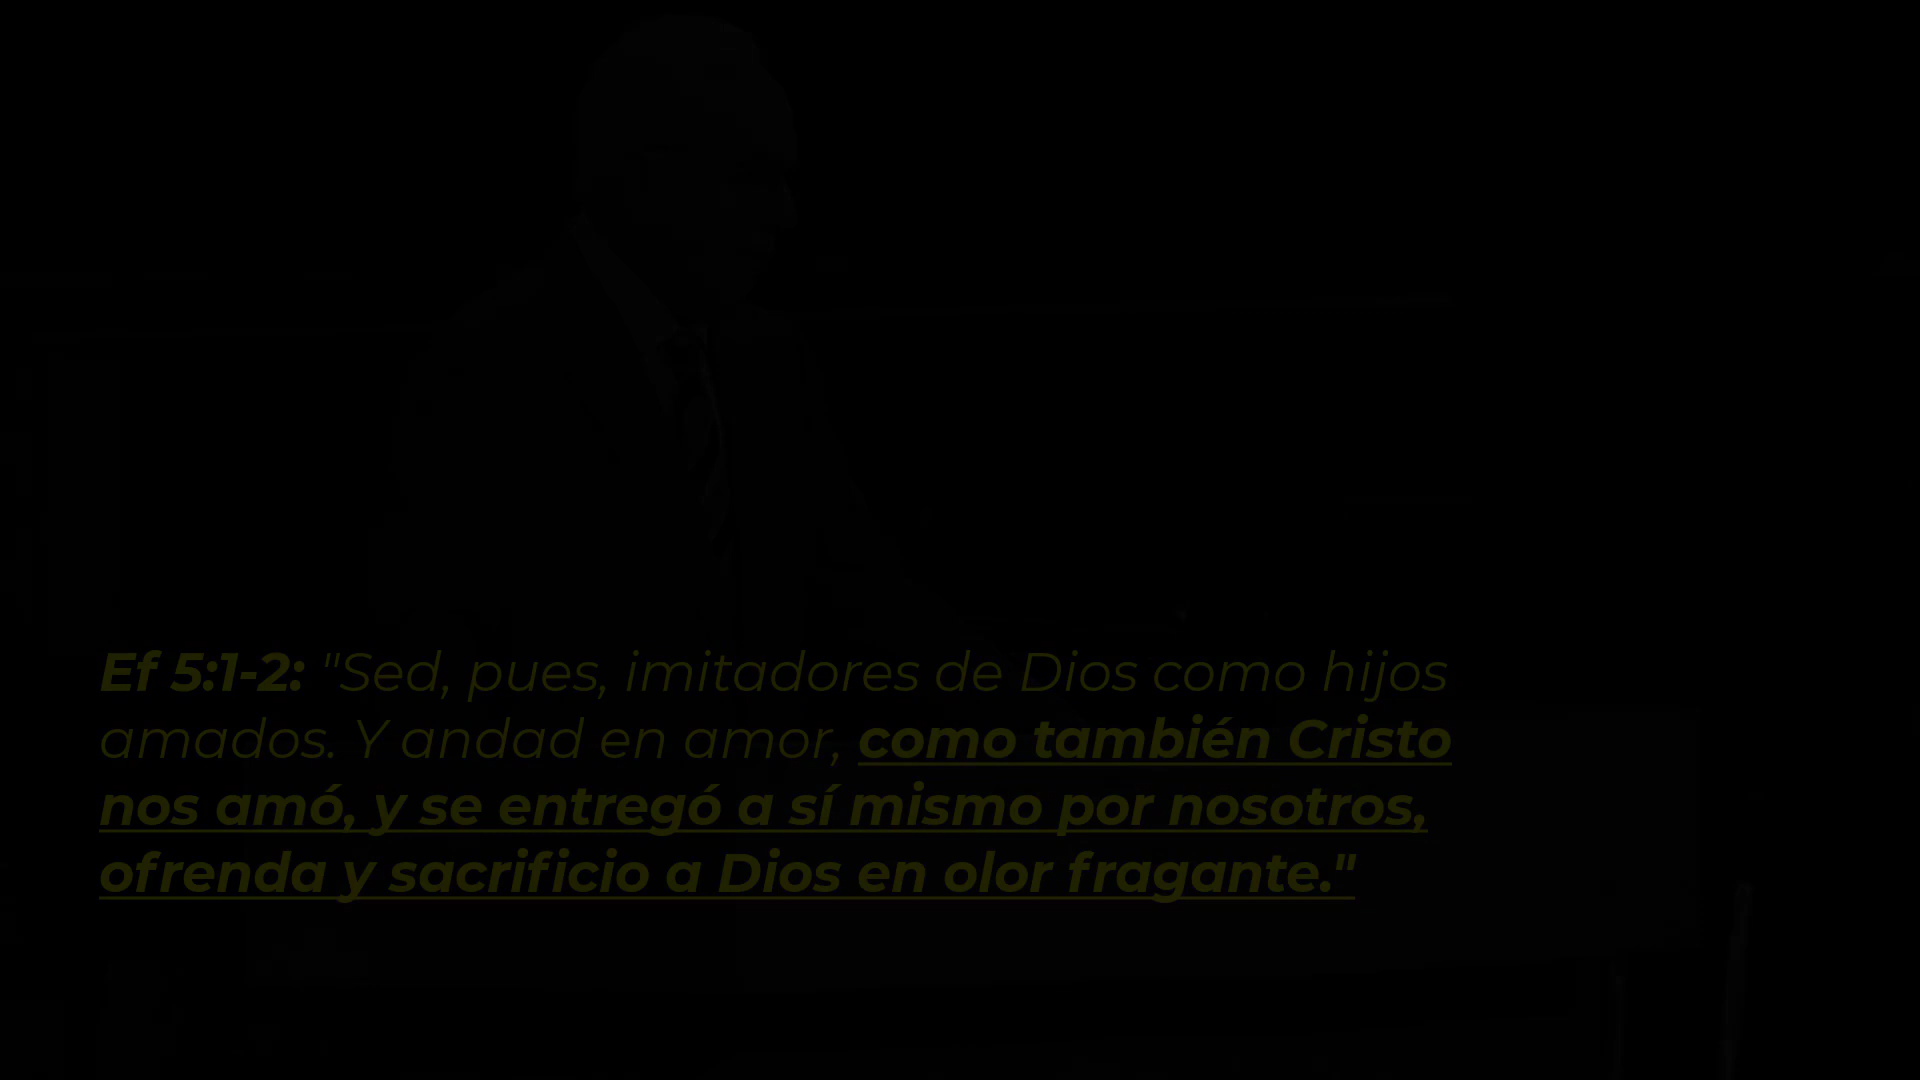 Ef 5:1-2: "Sed, pues, imitadores de Dios como hijos
amados. Y andad en amor, como también Cristo
nos amó, y se entregó a sí mismo por nosotros,
ofrenda y sacrificio a Dios en olor fragante."